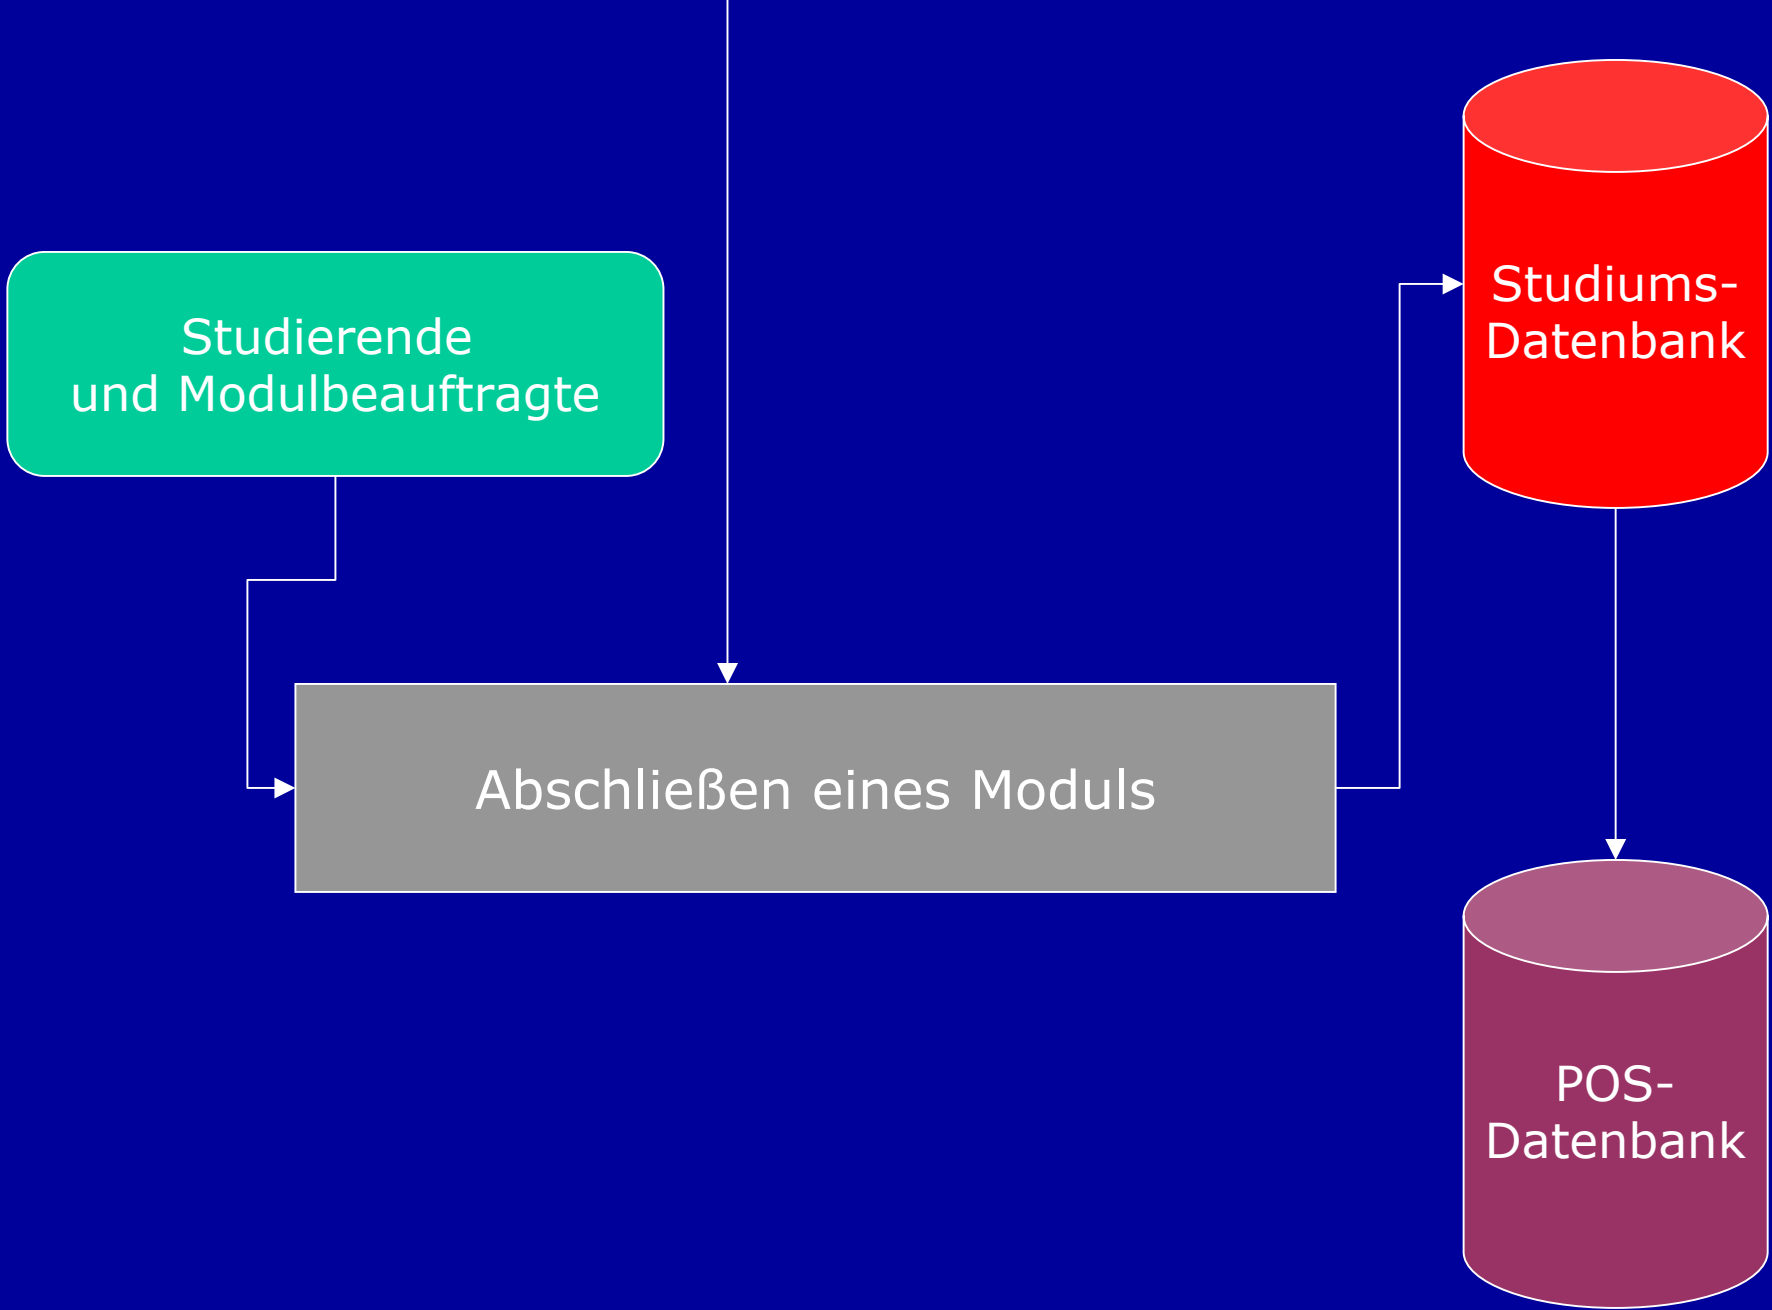 Studierende
und Modulbeauftragte
Studiums-
Datenbank
Abschließen eines Moduls
POS-
Datenbank